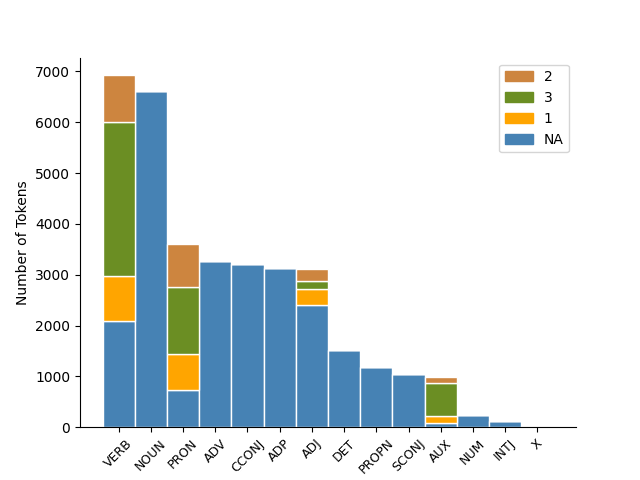 7000
6000
5000
4000
3000
2000
1000
0
Number of Tokens
2
3
1
NA
VERB
NOUN
PRON
ADV
CCONJ
ADP
ADJ
DET
PROPN
SCONJ
AUX
NUM
INTJ
X